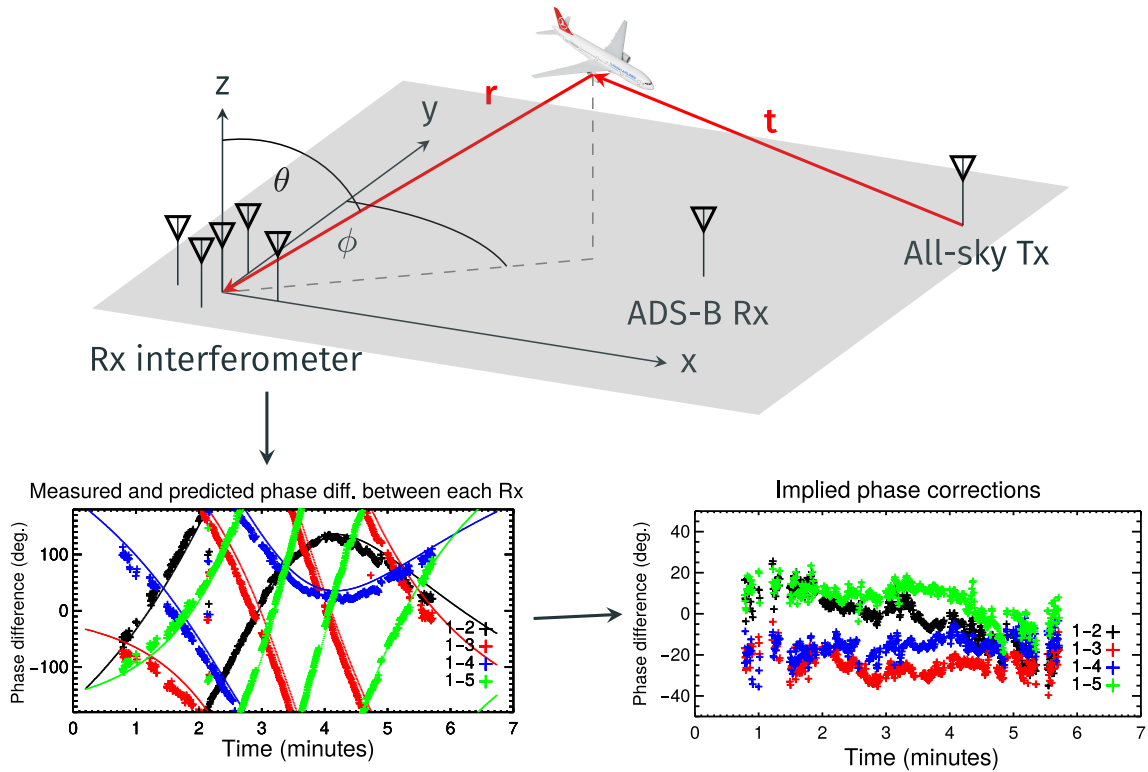 z
y
r
t
θ
ϕ
All-sky Tx
ADS-B Rx
Rx interferometer
x
Measured and predicted phase diff. between each Rx
Phase difference (deg.)
100
0
−100
1−2
1−3
1−4
1−5
0 1 2 3 4 5 6 7
Time (minutes)
Implied phase corrections
Phase difference (deg.)
40
20
0
−20
−40
1−2
1−3
1−4
1−5
0 1 2 3 4 5 6 7
Time (minutes)